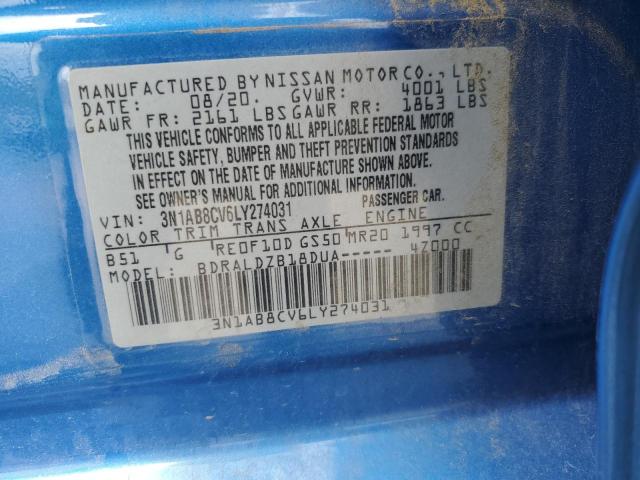 MANUFACTURED BY NISSAN MOTOR CO., LTD.
DATE: 08/20. GVWR: 4001 LBS
GAWR FR: 2161 LBS GAWR RR: 1863 LBS
THIS VEHICLE CONFORMS TO ALL APPLICABLE FEDERAL MOTOR
VEHICLE SAFETY, BUMPER AND THEFT PREVENTION STANDARDS
IN EFFECT ON THE DATE OF MANUFACTURE SHOWN ABOVE.
SEE OWNER'S MANUAL FOR ADDITIONAL INFORMATION.
VIN: 3N1AB8CV6LY274031 PASSENGER CAR.
COLOR TRIM TRANS AXLE ENGINE
B51 G RE0F10D GS50 MR20 1997 CC
MODEL: BDRALDZB18DUA----- 47000
3N1AB8CV6LY274031